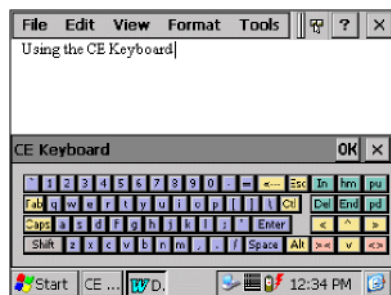 File Edit View Format Tools ? ×
Using the CE Keyboard
CE Keyboard OK ×
` 1 2 3 4 5 6 7 8 9 0 - = <--- Esc In hm pu
Tab q w e r t y u i o p [ ] \ Ctl Del End pd
Caps a s d f g h j k l ; ' Enter < ^ >
Shift z x c v b n m , . / Space Alt >-< v <>
Start CE ... D. 12:34 PM